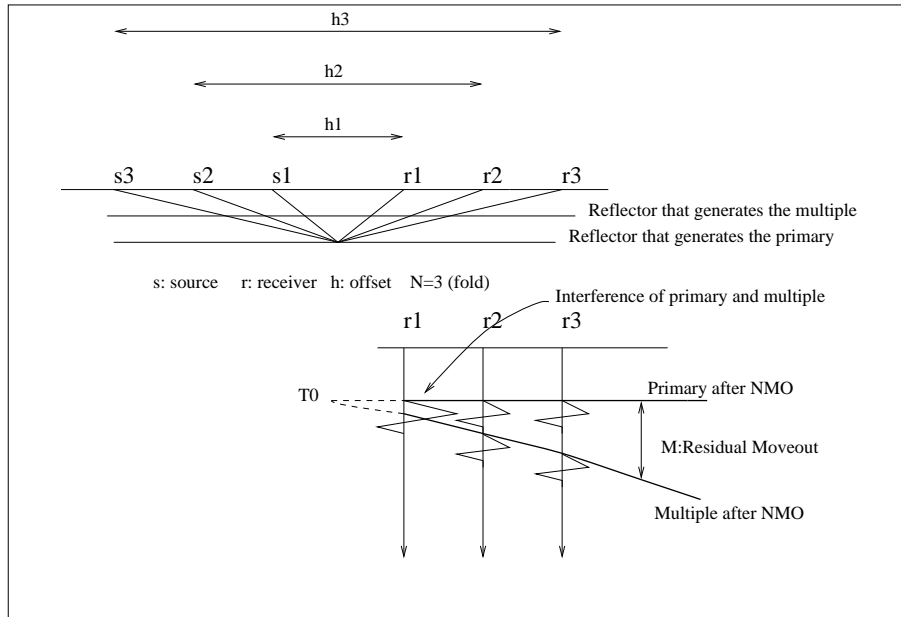 h3
h2
h1
s3 s2 s1 r1 r2 r3
Reflector that generates the multiple
Reflector that generates the primary
s: source r: receiver h: offset N=3 (fold)
Interference of primary and multiple
r1 r2 r3
T0
Primary after NMO
M:Residual Moveout
Multiple after NMO